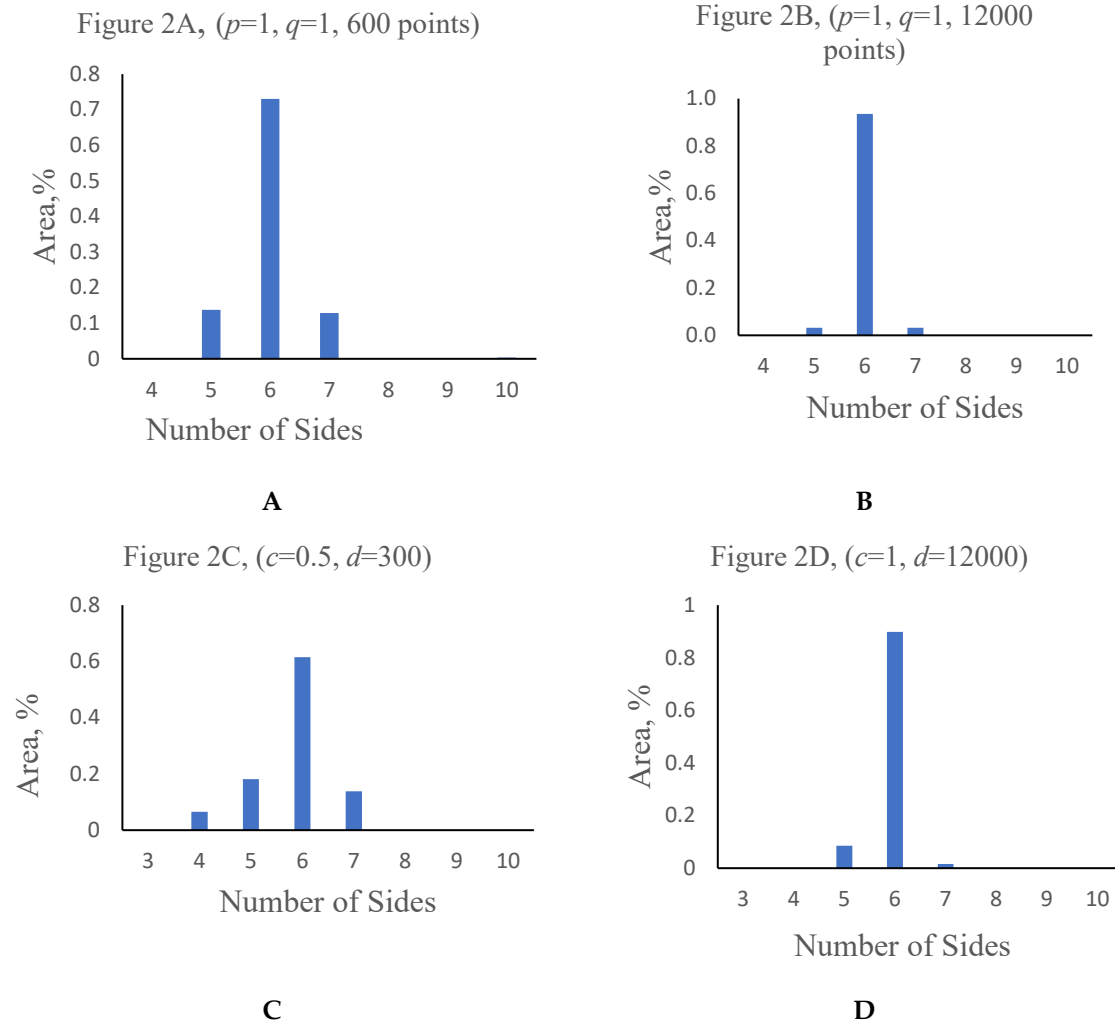 Figure 2A, (p=1, q=1, 600 points)
0.8
0.7
0.6
0.5
0.4
0.3
0.2
0.1
0
Area,%
4 5 6 7 8 9 10
Number of Sides
A
Figure 2B, (p=1, q=1, 12000
points)
1.0
0.8
0.6
0.4
0.2
0.0
Area,%
4 5 6 7 8 9 10
Number of Sides
B
Figure 2C, (c=0.5, d=300)
0.8
0.6
0.4
0.2
0
Area, %
3 4 5 6 7 8 9 10
Number of Sides
C
Figure 2D, (c=1, d=12000)
1
0.8
0.6
0.4
0.2
0
Area, %
3 4 5 6 7 8 9 10
Number of Sides
D